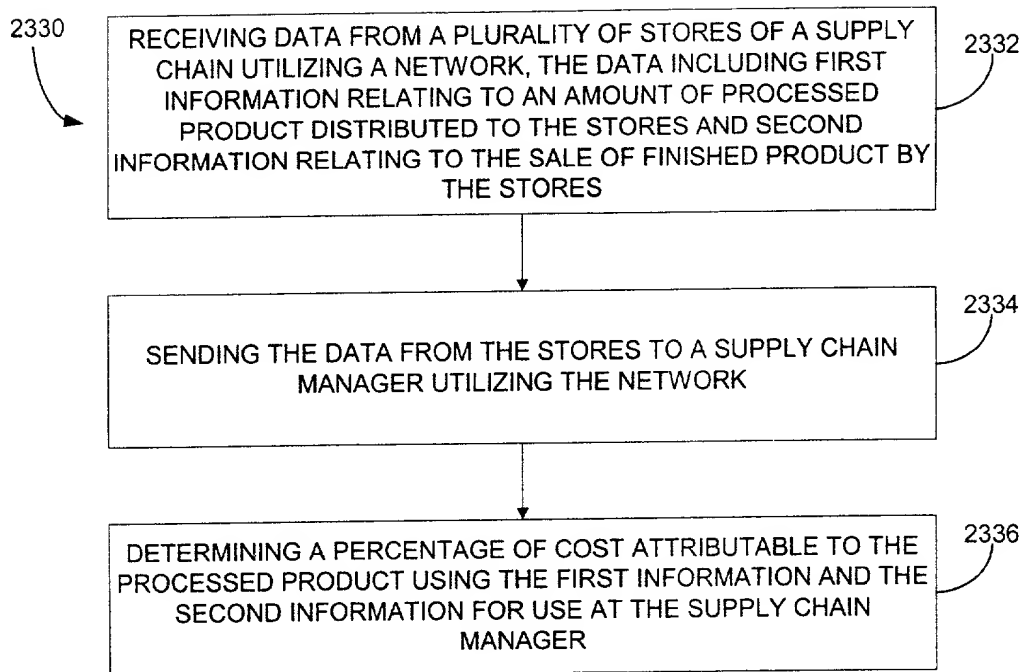 2330
RECEIVING DATA FROM A PLURALITY OF STORES OF A SUPPLY
CHAIN UTILIZING A NETWORK, THE DATA INCLUDING FIRST
INFORMATION RELATING TO AN AMOUNT OF PROCESSED
PRODUCT DISTRIBUTED TO THE STORES AND SECOND
INFORMATION RELATING TO THE SALE OF FINISHED PRODUCT BY
THE STORES
2332
SENDING THE DATA FROM THE STORES TO A SUPPLY CHAIN
MANAGER UTILIZING THE NETWORK
2334
DETERMINING A PERCENTAGE OF COST ATTRIBUTABLE TO THE
PROCESSED PRODUCT USING THE FIRST INFORMATION AND THE
SECOND INFORMATION FOR USE AT THE SUPPLY CHAIN
MANAGER
2336